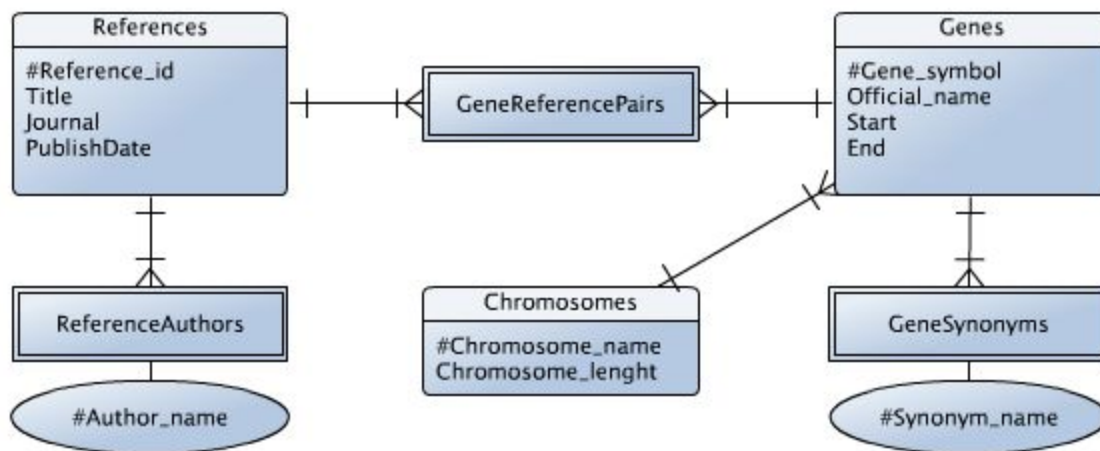 References
#Reference_id
Title
Journal
PublishDate
GeneReferencePairs
Genes
#Gene_symbol
Official_name
Start
End
ReferenceAuthors
#Author_name
Chromosomes
#Chromosome_name
Chromosome_lenght
GeneSynonyms
#Synonym_name